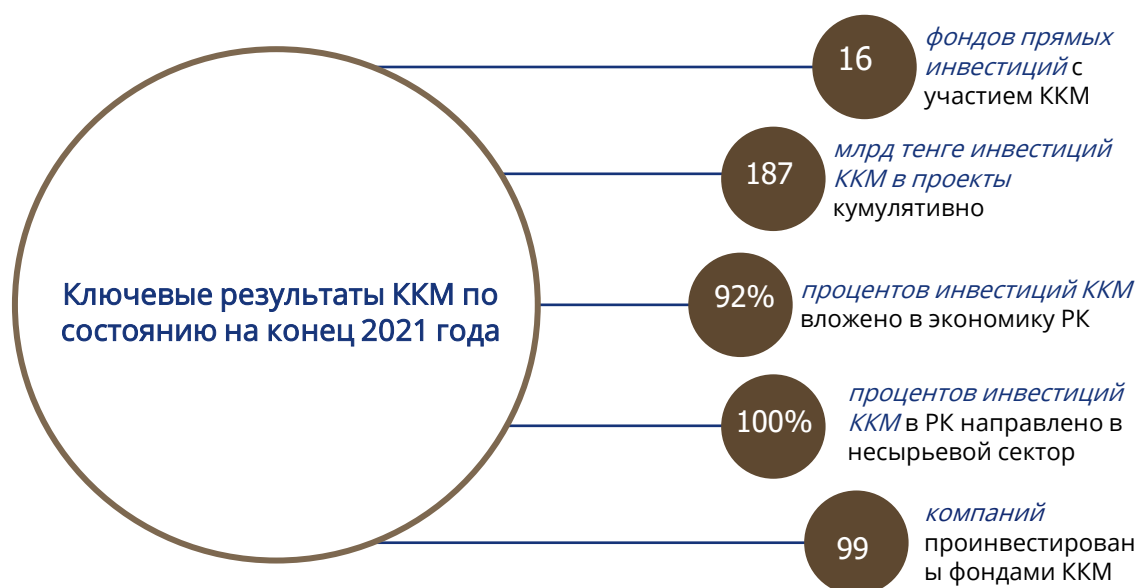 16
фондов прямых
инвестиций с
участием ККМ
187
млрд тенге инвестиций
ККМ в проекты
кумулятивно
Ключевые результаты ККМ по
состоянию на конец 2021 года
92%
процентов инвестиций ККМ
вложено в экономику РК
100%
процентов инвестиций
ККМ в РК направлено в
несырьевой сектор
99
компаний
проинвестирован
ы фондами ККМ